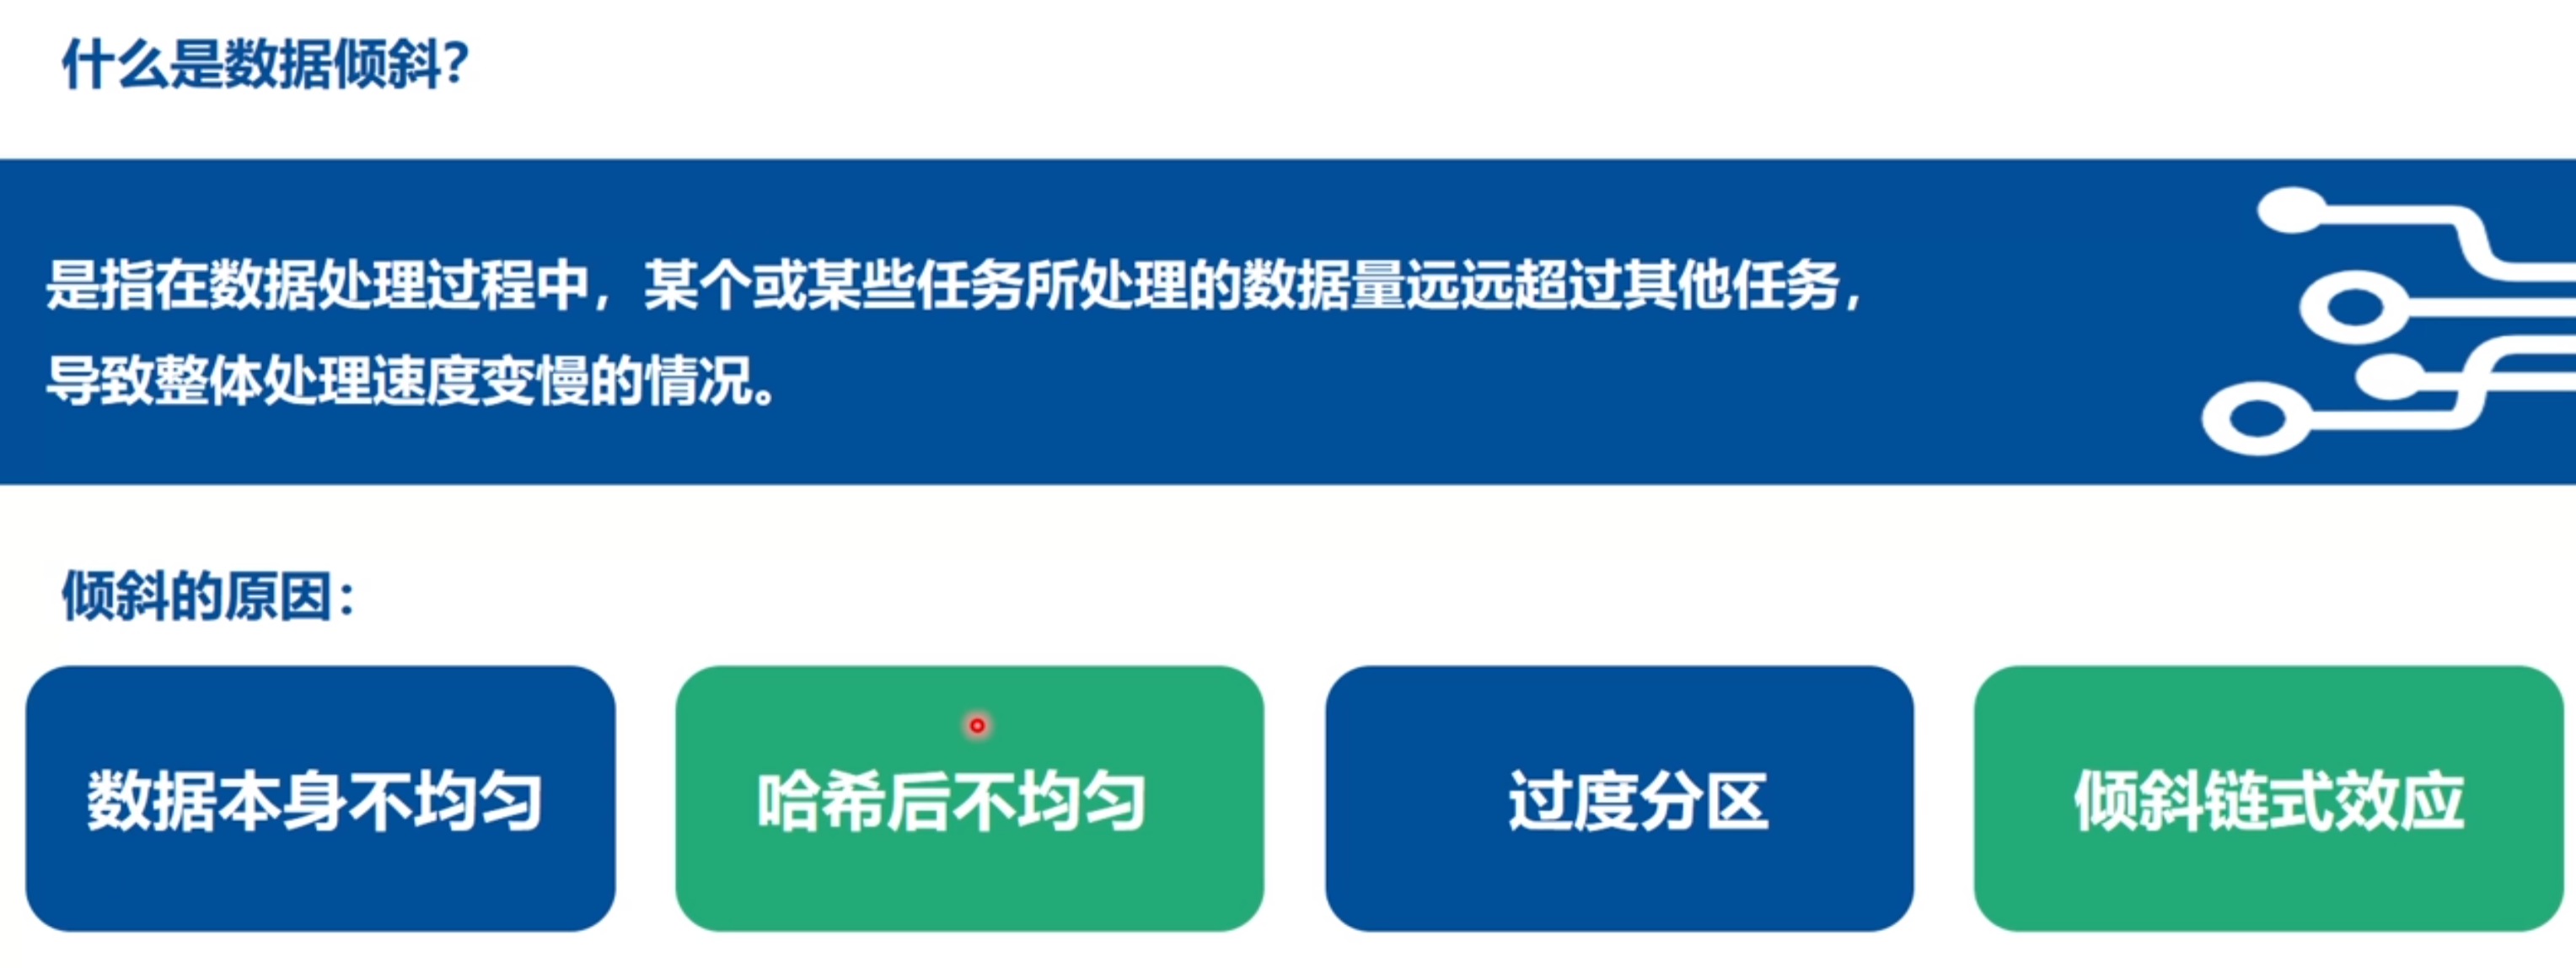 什么是数据倾斜？
是指在数据处理过程中，某个或某些任务所处理的数据量远远超过其他任务，
导致整体处理速度变慢的情况。
倾斜的原因：
数据本身不均匀
哈希后不均匀
过度分区
倾斜链式效应